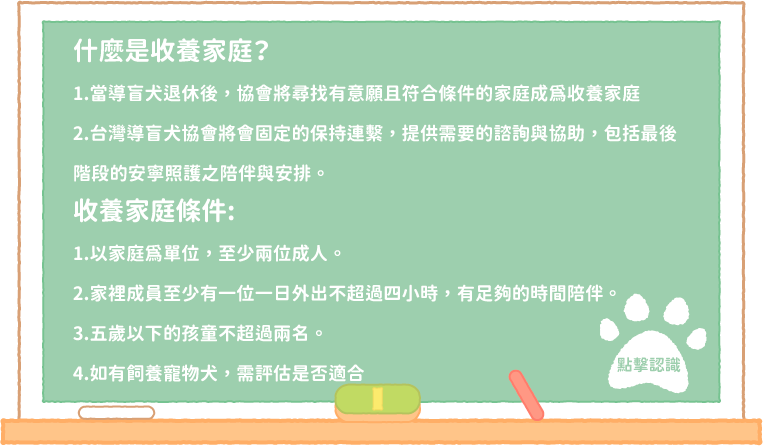 什麼是收養家庭？
1.當導盲犬退休後，協會將尋找有意願且符合條件的家庭成爲收養家庭
2.台灣導盲犬協會將會固定的保持連繫，提供需要的諮詢與協助，包括最後
階段的安寧照護之陪伴與安排。
收養家庭條件:
1.以家庭爲單位，至少兩位成人。
2.家裡成員至少有一位一日外出不超過四小時，有足夠的時間陪伴。
3.五歲以下的孩童不超過兩名。
4.如有飼養寵物犬，需評估是否適合
點擊認識